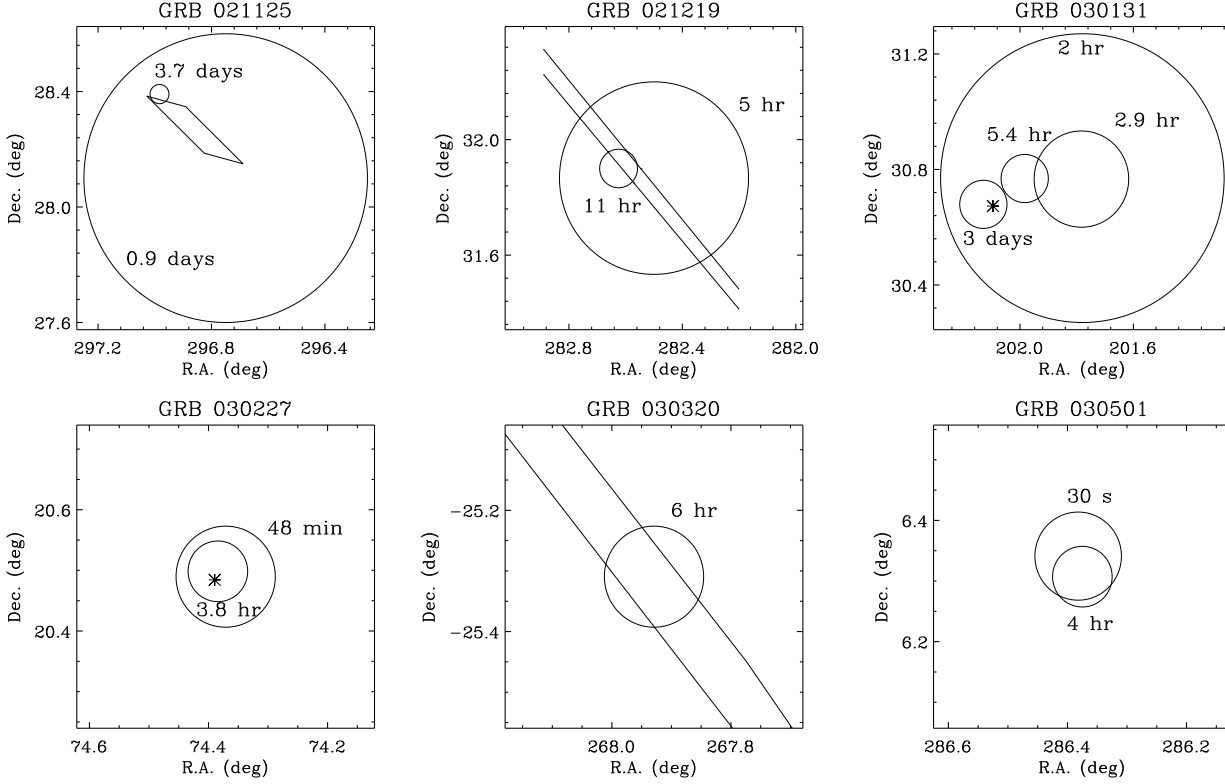 GRB 021125
3.7 days
0.9 days
28.4
28.0
27.6
Dec. (deg)
297.2 296.8 296.4
R.A. (deg)
GRB 021219
5 hr
11 hr
32.0
31.6
Dec. (deg)
282.8 282.4 282.0
R.A. (deg)
GRB 030131
2 hr
2.9 hr
5.4 hr
3 days
31.2
30.8
30.4
Dec. (deg)
202.0 201.6
R.A. (deg)
GRB 030227
48 min
3.8 hr
20.6
20.4
Dec. (deg)
74.6 74.4 74.2
R.A. (deg)
GRB 030320
6 hr
−25.2
−25.4
Dec. (deg)
268.0 267.8
R.A. (deg)
GRB 030501
30 s
4 hr
6.4
6.2
Dec. (deg)
286.6 286.4 286.2
R.A. (deg)